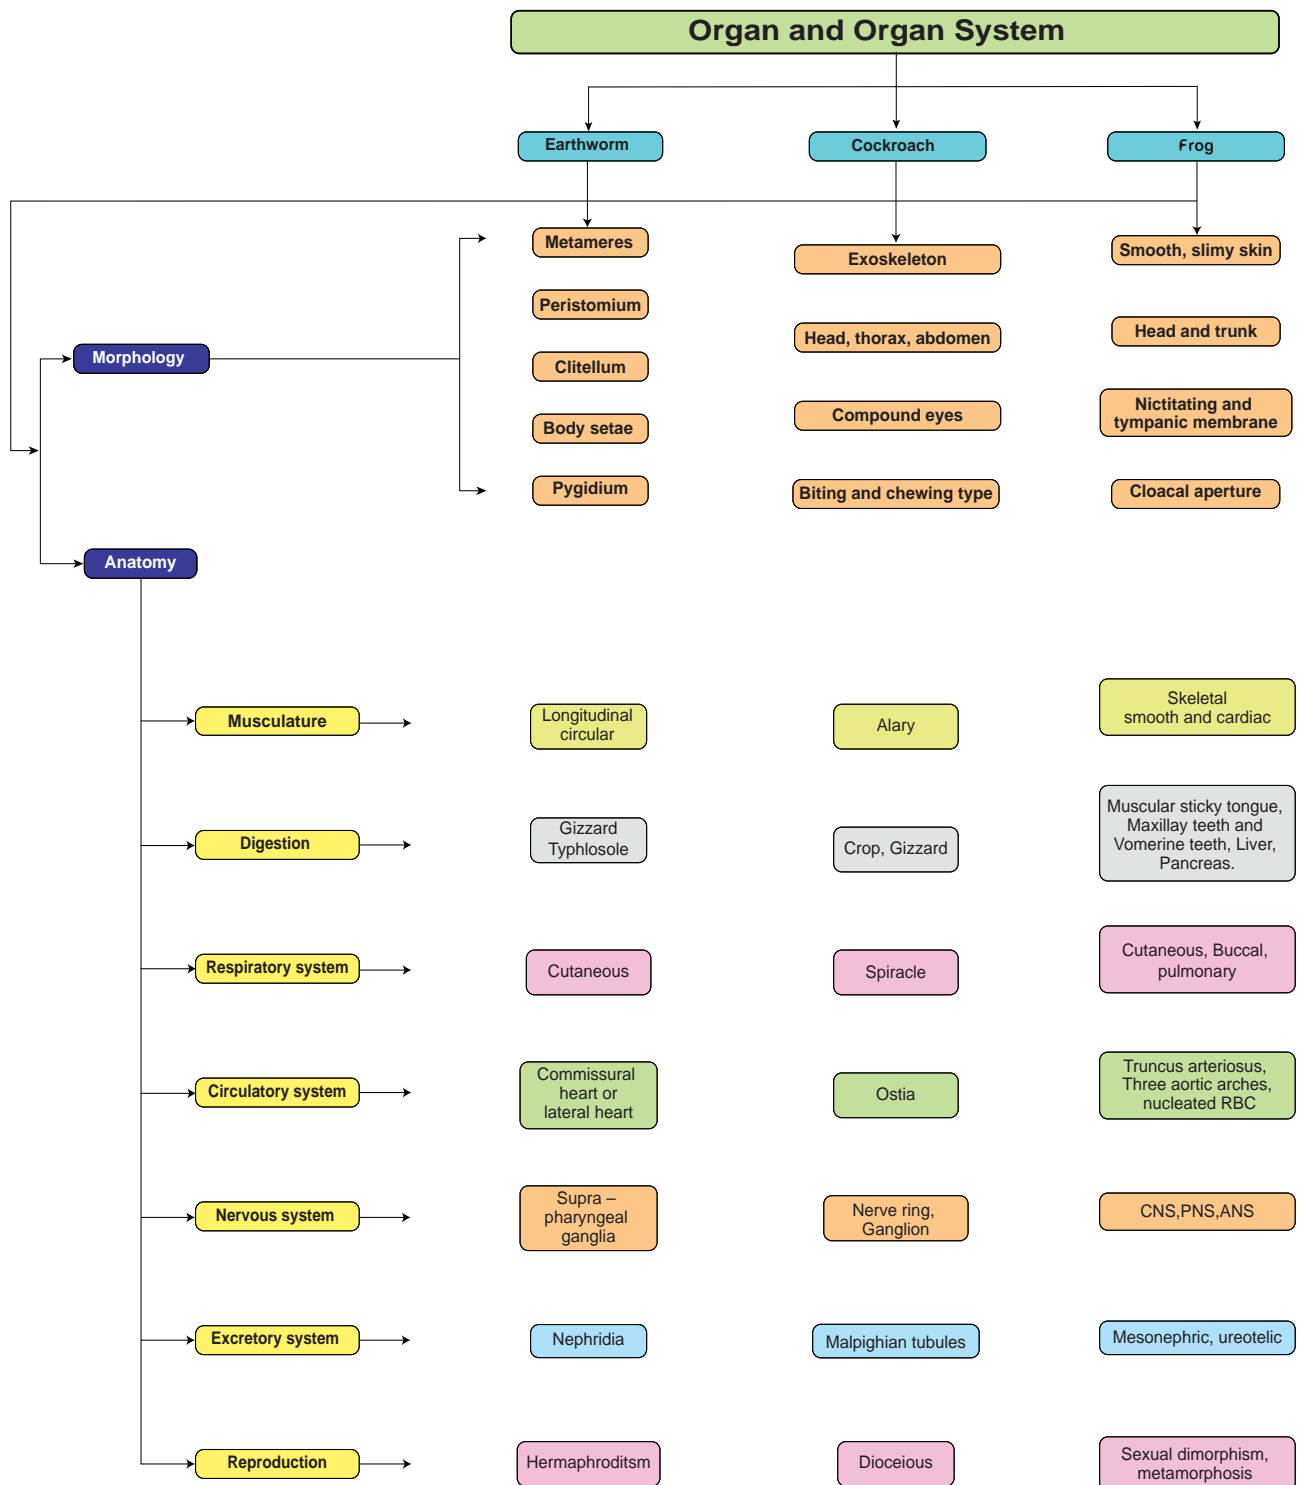 Organ and Organ System
Earthworm
Cockroach
Frog
Metameres
Exoskeleton
Smooth, slimy skin
Peristomium
Head, thorax, abdomen
Head and trunk
Morphology
Clitellum
Compound eyes
Nictitating and
tympanic membrane
Body setae
Pygidium
Biting and chewing type
Cloacal aperture
Anatomy
Musculature
Longitudinal
circular
Alary
Skeletal
smooth and cardiac
Digestion
Gizzard
Typhlosole
Crop, Gizzard
Muscular sticky tongue,
Maxillay teeth and
Vomerine teeth, Liver,
Pancreas.
Respiratory system
Cutaneous
Spiracle
Cutaneous, Buccal,
pulmonary
Circulatory system
Commissural
heart or
lateral heart
Ostia
Truncus arteriosus,
Three aortic arches,
nucleated RBC
Nervous system
Supra –
pharyngeal
ganglia
Nerve ring,
Ganglion
CNS,PNS,ANS
Excretory system
Nephridia
Malpighian tubules
Mesonephric, ureotelic
Reproduction
Hermaphroditsm
Dioceious
Sexual dimorphism,
metamorphosis